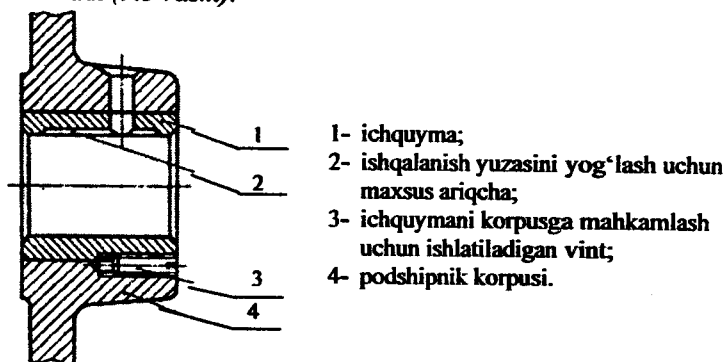 1
2
3
4
1- ichquyma;
2- ishqalanish yuzasini yog‘lash uchun
maxsus ariqcha;
3- ichquymani korpusga mahkamlash
uchun ishlatiladigan vint;
4- podshipnik korpusi.